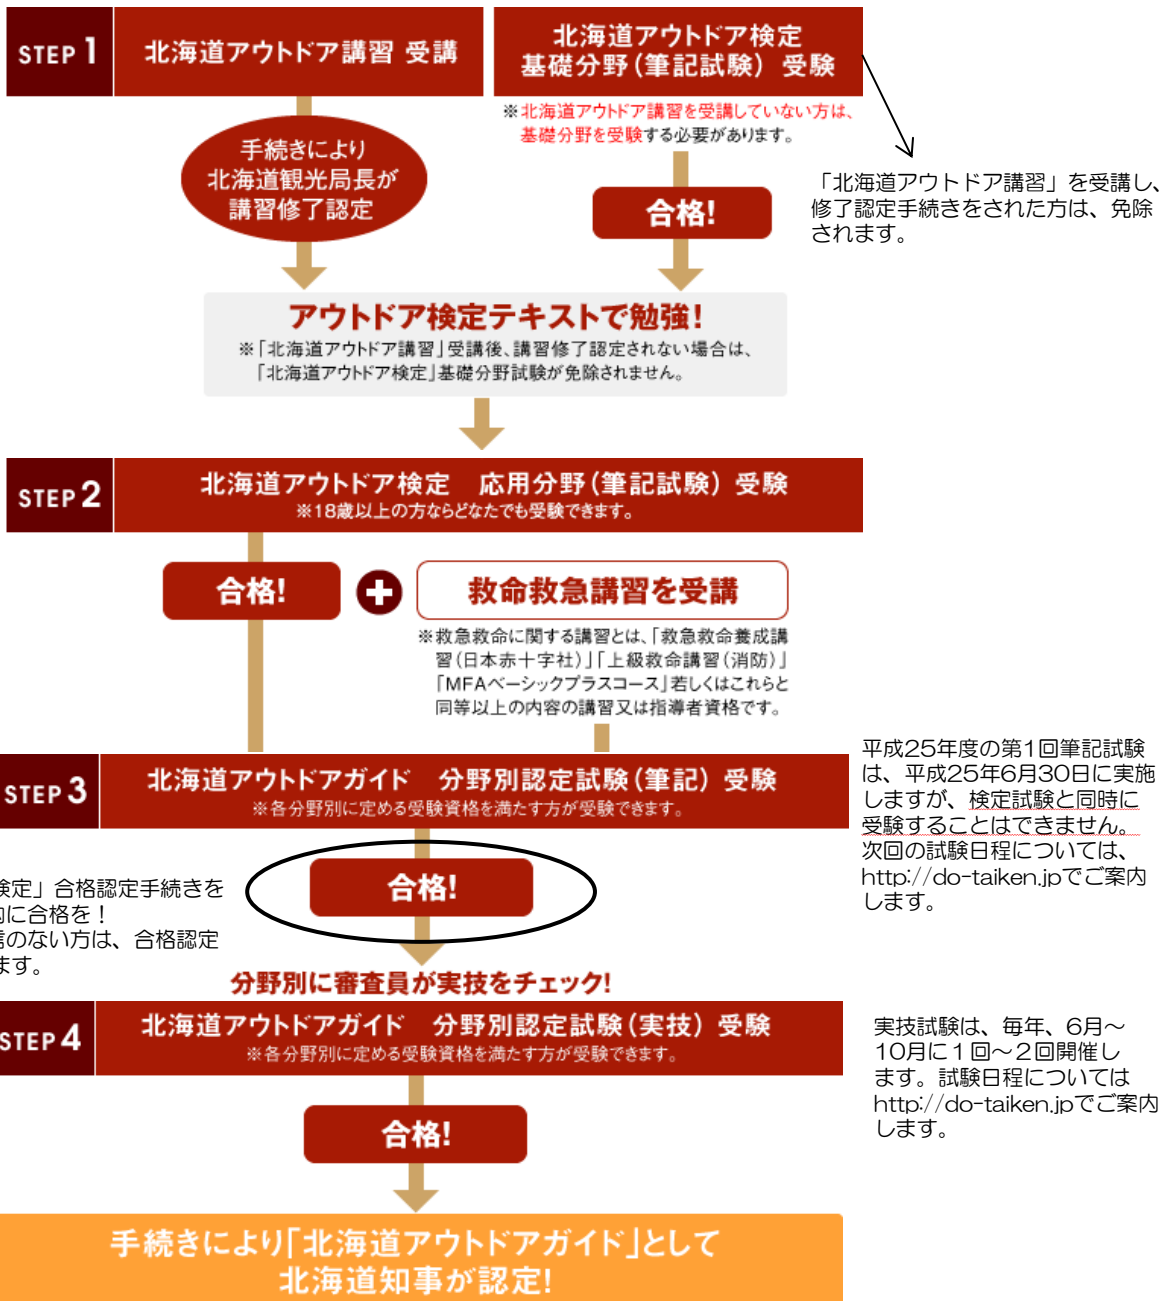 STEP 1
北海道アウトドア講習 受講
北海道アウトドア検定
基礎分野(筆記試験) 受験
※北海道アウトドア講習を受講していない方は、
基礎分野を受験する必要があります。
手続きにより
北海道観光局長が
講習修了認定
合格!
「北海道アウトドア講習」を受講し、
修了認定手続きをされた方は、免除
されます。
アウトドア検定テキストで勉強!
※「北海道アウトドア講習」受講後、講習修了認定されない場合は、
「北海道アウトドア検定」基礎分野試験が免除されません。
STEP 2
北海道アウトドア検定　応用分野(筆記試験) 受験
※18歳以上の方ならどなたでも受験できます。
合格!
救命救急講習を受講
※救急救命に関する講習とは、「救急救命養成講
習(日本赤十字社)」「上級救命講習(消防)」
「MFAベーシックプラスコース」若しくはこれらと
同等以上の内容の講習又は指導者資格です。
STEP 3
北海道アウトドアガイド　分野別認定試験(筆記) 受験
※各分野別に定める受験資格を満たす方が受験できます。
平成25年度の第1回筆記試験
は、平成25年6月30日に実施
しますが、検定試験と同時に
受験することはできません。
次回の試験日程については、
http://do-taiken.jpでご案内
します。
合格!
検定」合格認定手続きを
的に合格を！
信のない方は、合格認定
ます。
分野別に審査員が実技をチェック!
STEP 4
北海道アウトドアガイド　分野別認定試験(実技) 受験
※各分野別に定める受験資格を満たす方が受験できます。
実技試験は、毎年、6月～
10月に１回～２回開催し
ます。試験日程については
http://do-taiken.jpでご案内
します。
合格!
手続きにより「北海道アウトドアガイド」として
北海道知事が認定!